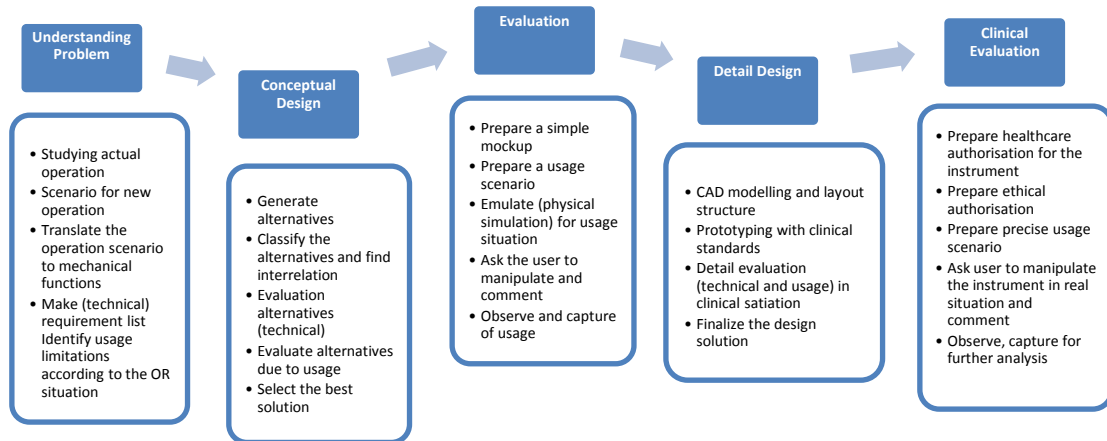 Understanding
Problem
• Studying actual
operation
• Scenario for new
operation
• Translate the
operation scenario
to mechanical
functions
• Make (technical)
requirement list
Identify usage
limitations
according to the OR
situation
Conceptual
Design
• Generate
alternatives
• Classify the
alternatives and find
interrelation
• Evaluation
alternatives
(technical)
• Evaluate alternatives
due to usage
• Select the best
solution
Evaluation
• Prepare a simple
mockup
• Prepare a usage
scenario
• Emulate (physical
simulation) for usage
situation
• Ask the user to
manipulate and
comment
• Observe and capture
of usage
Detail Design
• CAD modelling and layout
structure
• Prototyping with clinical
standards
• Detail evaluation
(technical and usage) in
clinical satiation
• Finalize the design
solution
Clinical
Evaluation
• Prepare healthcare
authorisation for the
instrument
• Prepare ethical
authorisation
• Prepare precise usage
scenario
• Ask user to manipulate
the instrument in real
situation and
comment
• Observe, capture for
further analysis